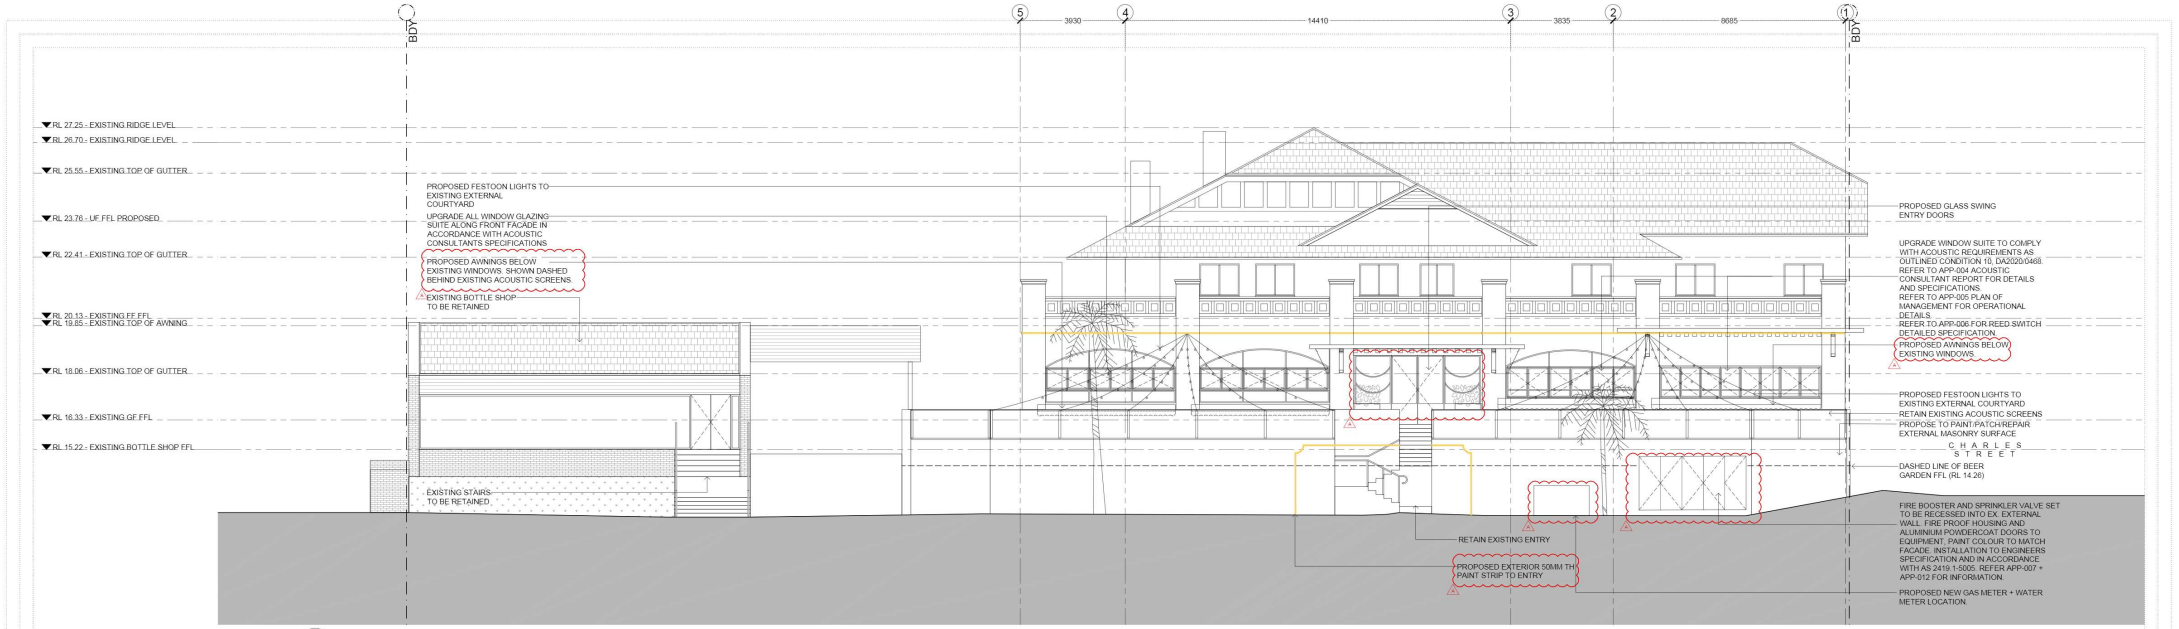 BDY
5
3930
4
14410
3
3835
2
8685
1
BDY
RL 27.25 - EXISTING RIDGE LEVEL
RL 26.70 - EXISTING RIDGE LEVEL
RL 25.55 - EXISTING TOP OF GUTTER
RL 23.76 - UF FFL PROPOSED
RL 22.41 - EXISTING TOP OF GUTTER
RL 20.13 - EXISTING FF FFL
RL 19.85 - EXISTING TOP OF AWNING
RL 18.06 - EXISTING TOP OF GUTTER
RL 16.33 - EXISTING GF FFL
RL 15.22 - EXISTING BOTTLE SHOP FFL
PROPOSED FESTOON LIGHTS TO
EXISTING EXTERNAL
COURTYARD
UPGRADE ALL WINDOW GLAZING
SUITE ALONG FRONT FACADE IN
ACCORDANCE WITH ACOUSTIC
CONSULTANTS SPECIFICATIONS
PROPOSED AWNINGS BELOW
EXISTING WINDOWS. SHOWN DASHED
BEHIND EXISTING ACOUSTIC SCREENS.
EXISTING BOTTLE SHOP
TO BE RETAINED
EXISTING STAIRS
TO BE RETAINED
RETAIN EXISTING ENTRY
PROPOSED EXTERIOR 50MM TH
PAINT STRIP TO ENTRY
PROPOSED GLASS SWING
ENTRY DOORS
UPGRADE WINDOW SUITE TO COMPLY
WITH ACOUSTIC REQUIREMENTS AS
OUTLINED CONDITION 10, DA2020/0468.
REFER TO APP-004 ACOUSTIC
CONSULTANT REPORT FOR DETAILS
AND SPECIFICATIONS.
REFER TO APP-005 PLAN OF
MANAGEMENT FOR OPERATIONAL
DETAILS
REFER TO APP-006 FOR REED SWITCH
DETAILED SPECIFICATION.
PROPOSED AWNINGS BELOW
EXISTING WINDOWS.
PROPOSED FESTOON LIGHTS TO
EXISTING EXTERNAL COURTYARD
RETAIN EXISTING ACOUSTIC SCREENS
PROPOSE TO PAINT/PATCH/REPAIR
EXTERNAL MASONRY SURFACE
CHARLES
STREET
DASHED LINE OF BEER
GARDEN FFL (RL 14.26)
FIRE BOOSTER AND SPRINKLER VALVE SET
TO BE RECESSED INTO EX. EXTERNAL
WALL. FIRE PROOF HOUSING AND
ALUMINIUM POWDERCOAT DOORS TO
EQUIPMENT, PAINT COLOUR TO MATCH
FACADE. INSTALLATION TO ENGINEERS
SPECIFICATION AND IN ACCORDANCE
WITH AS 2419.1-5005. REFER APP-007 +
APP-012 FOR INFORMATION.
PROPOSED NEW GAS METER + WATER
METER LOCATION.